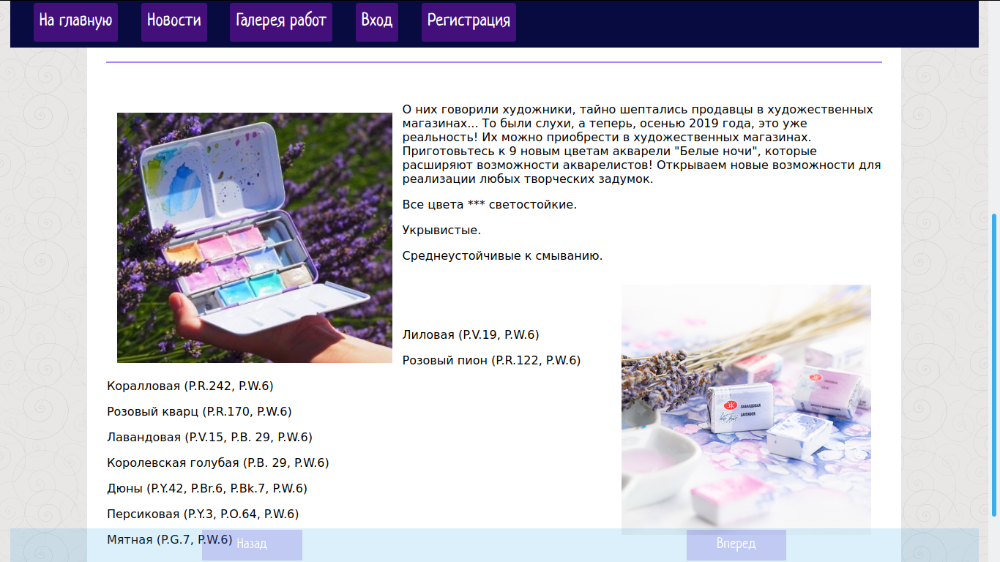 На главную
Новости
Галерея работ
Вход
Регистрация
О них говорили художники, тайно шептались продавцы в художественных
магазинах... То были слухи, а теперь, осенью 2019 года, это уже
реальность! Их можно приобрести в художественных магазинах.
Приготовьтесь к 9 новым цветам акварели "Белые ночи", которые
расширяют возможности акварелистов! Открываем новые возможности для
реализации любых творческих задумок.
Все цвета *** светостойкие.
Укрывистые.
Среднеустойчивые к смыванию.
Лиловая (P.V.19, P.W.6)
Розовый пион (P.R.122, P.W.6)
Коралловая (P.R.242, P.W.6)
Розовый кварц (P.R.170, P.W.6)
Лавандовая (P.V.15, P.B. 29, P.W.6)
Королевская голубая (P.B. 29, P.W.6)
Дюны (P.Y.42, P.Br.6, P.Bk.7, P.W.6)
Персиковая (P.Y.3, P.O.64, P.W.6)
Мятная (P.G.7, P.W.6)
ЛАВАНДОВАЯ
LAVENDER
Назад
Вперед